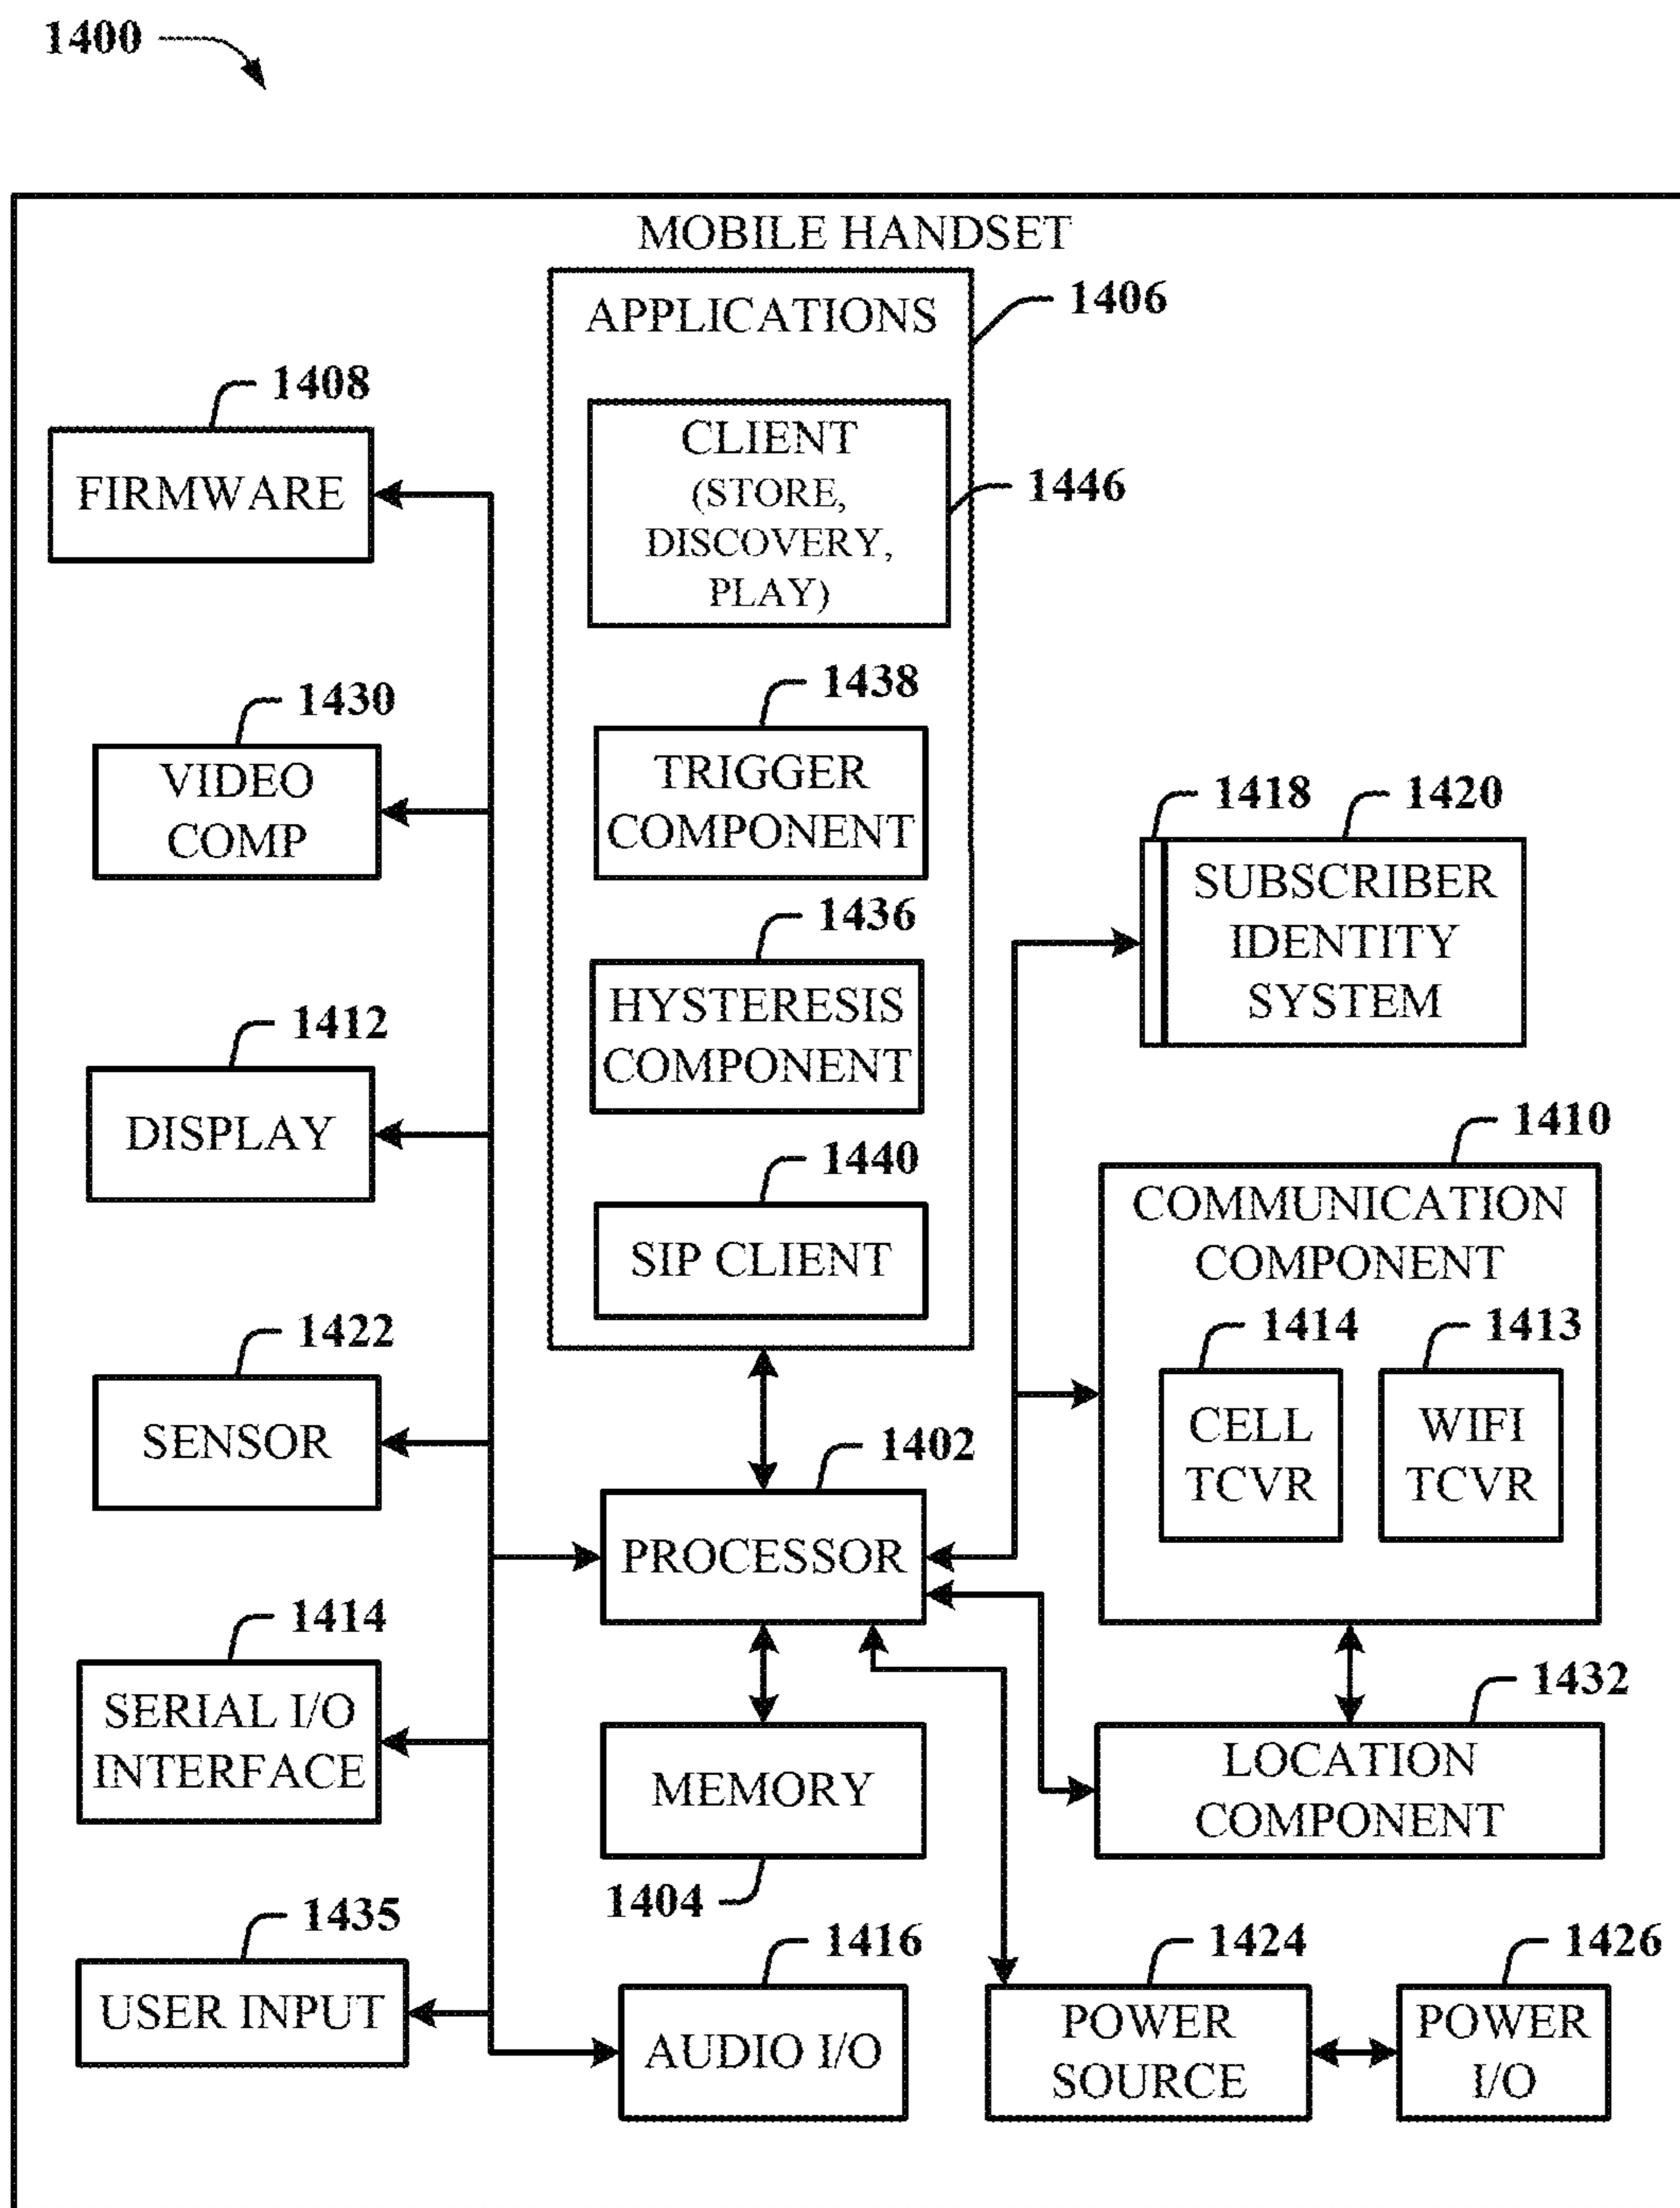 1400
MOBILE HANDSET
APPLICATIONS
1406
1408
FIRMWARE
CLIENT
(STORE,
DISCOVERY,
PLAY)
1446
1430
VIDEO
COMP
1438
TRIGGER
COMPONENT
1418
1420
SUBSCRIBER
IDENTITY
SYSTEM
1436
HYSTERESIS
COMPONENT
1412
DISPLAY
1440
SIP CLIENT
1410
COMMUNICATION
COMPONENT
1414
CELL
TCVR
1413
WIFI
TCVR
1422
SENSOR
1402
PROCESSOR
1414
SERIAL I/O
INTERFACE
MEMORY
1404
1432
LOCATION
COMPONENT
1435
USER INPUT
1416
AUDIO I/O
1424
POWER
SOURCE
1426
POWER
I/O